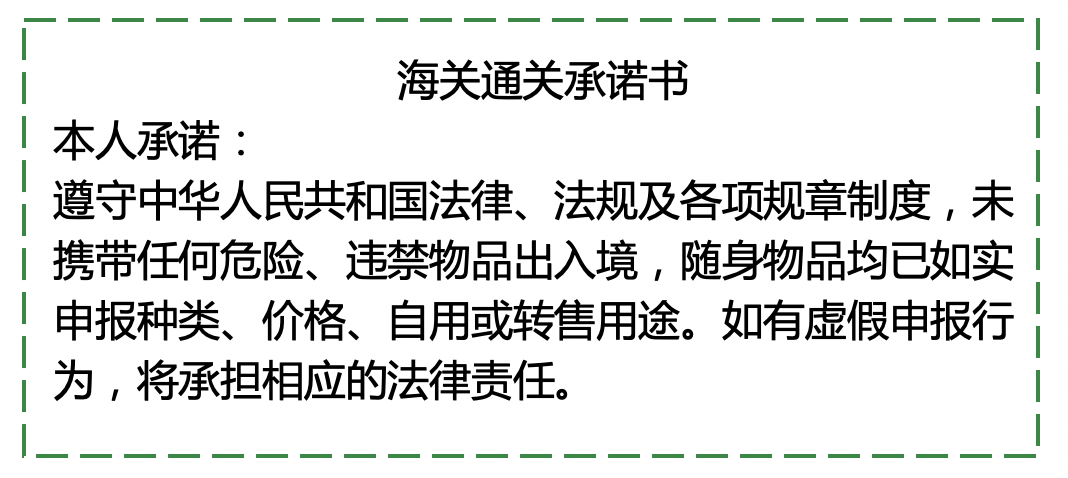 海关通关承诺书
本人承诺：
遵守中华人民共和国法律、法规及各项规章制度，未
携带任何危险、违禁物品出入境，随身物品均已如实
申报种类、价格、自用或转售用途。如有虚假申报行
为，将承担相应的法律责任。